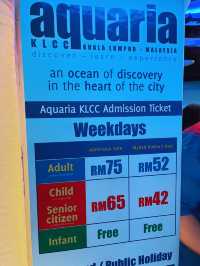 aquaria
KLCC KUALA LUMPUR • MALAYSIA
discover - learn - experience
an ocean of discovery
in the heart of the city
Aquaria KLCC Admission Ticket
Weekdays
Adult RM75 RM52
Child RM65 RM42
Senior citizen
Infant Free Free
/ Public Holiday